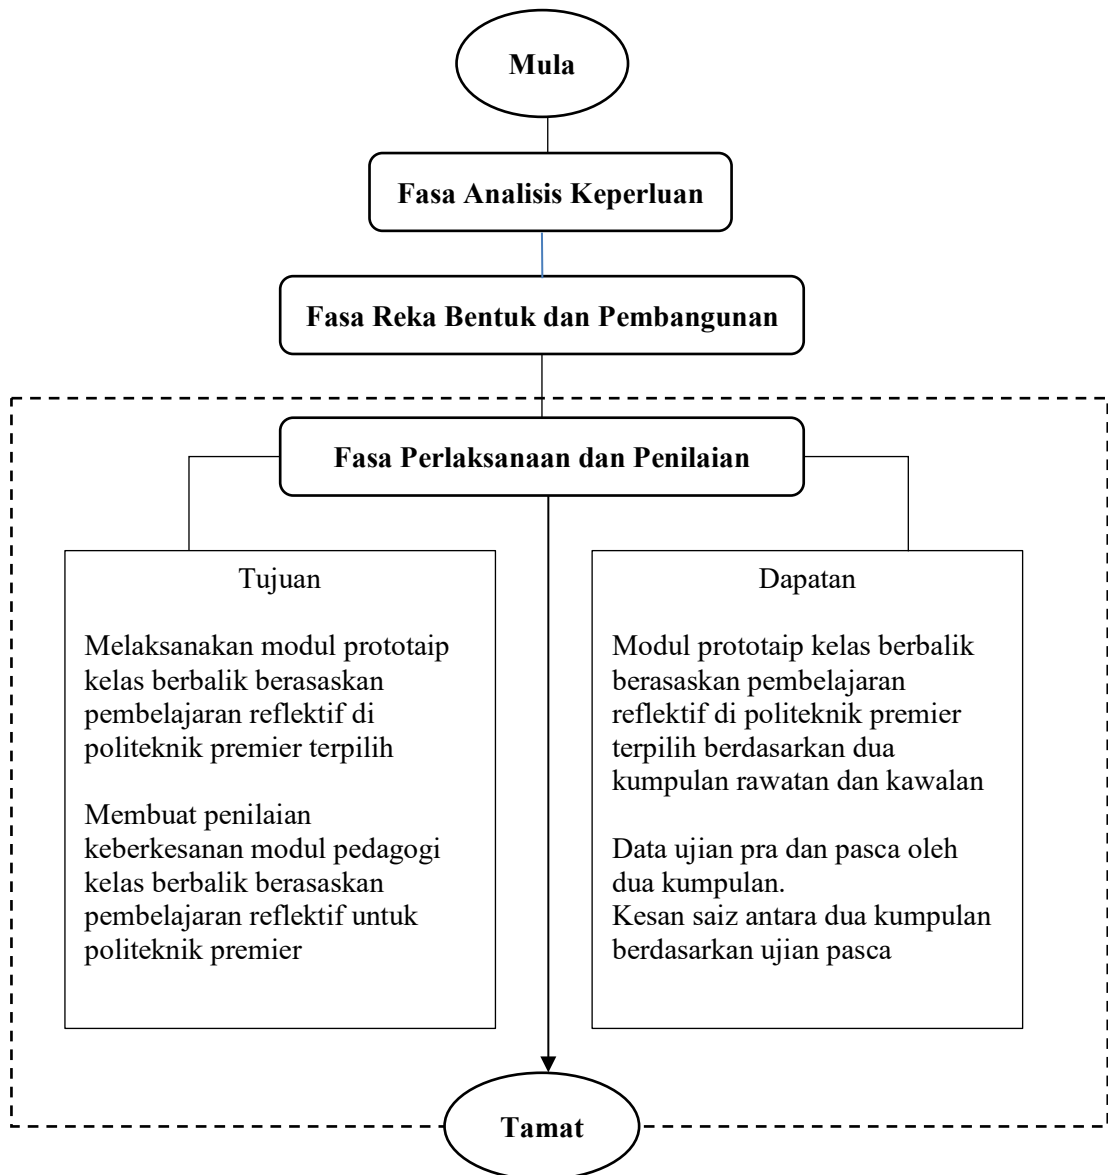 Mula
Fasa Analisis Keperluan
Fasa Reka Bentuk dan Pembangunan
Fasa Perlaksanaan dan Penilaian
Tujuan
Melaksanakan modul prototaip
kelas berbalik berasaskan
pembelajaran reflektif di
politeknik premier terpilih
Membuat penilaian
keberkesanan modul pedagogi
kelas berbalik berasaskan
pembelajaran reflektif untuk
politeknik premier
Dapatan
Modul prototaip kelas berbalik
berasaskan pembelajaran
reflektif di politeknik premier
terpilih berdasarkan dua
kumpulan rawatan dan kawalan
Data ujian pra dan pasca oleh
dua kumpulan.
Kesan saiz antara dua kumpulan
berdasarkan ujian pasca
Tamat